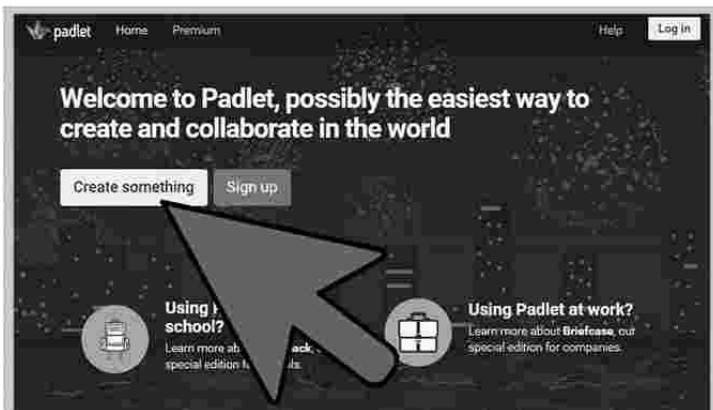 padlet Home Premium Help Log in
Welcome to Padlet, possibly the easiest way to
create and collaborate in the world
Create something Sign up
Using
school?
Learn more
special edition
Using Padlet at work?
Learn more about Briefcase, our
special edition for companies.